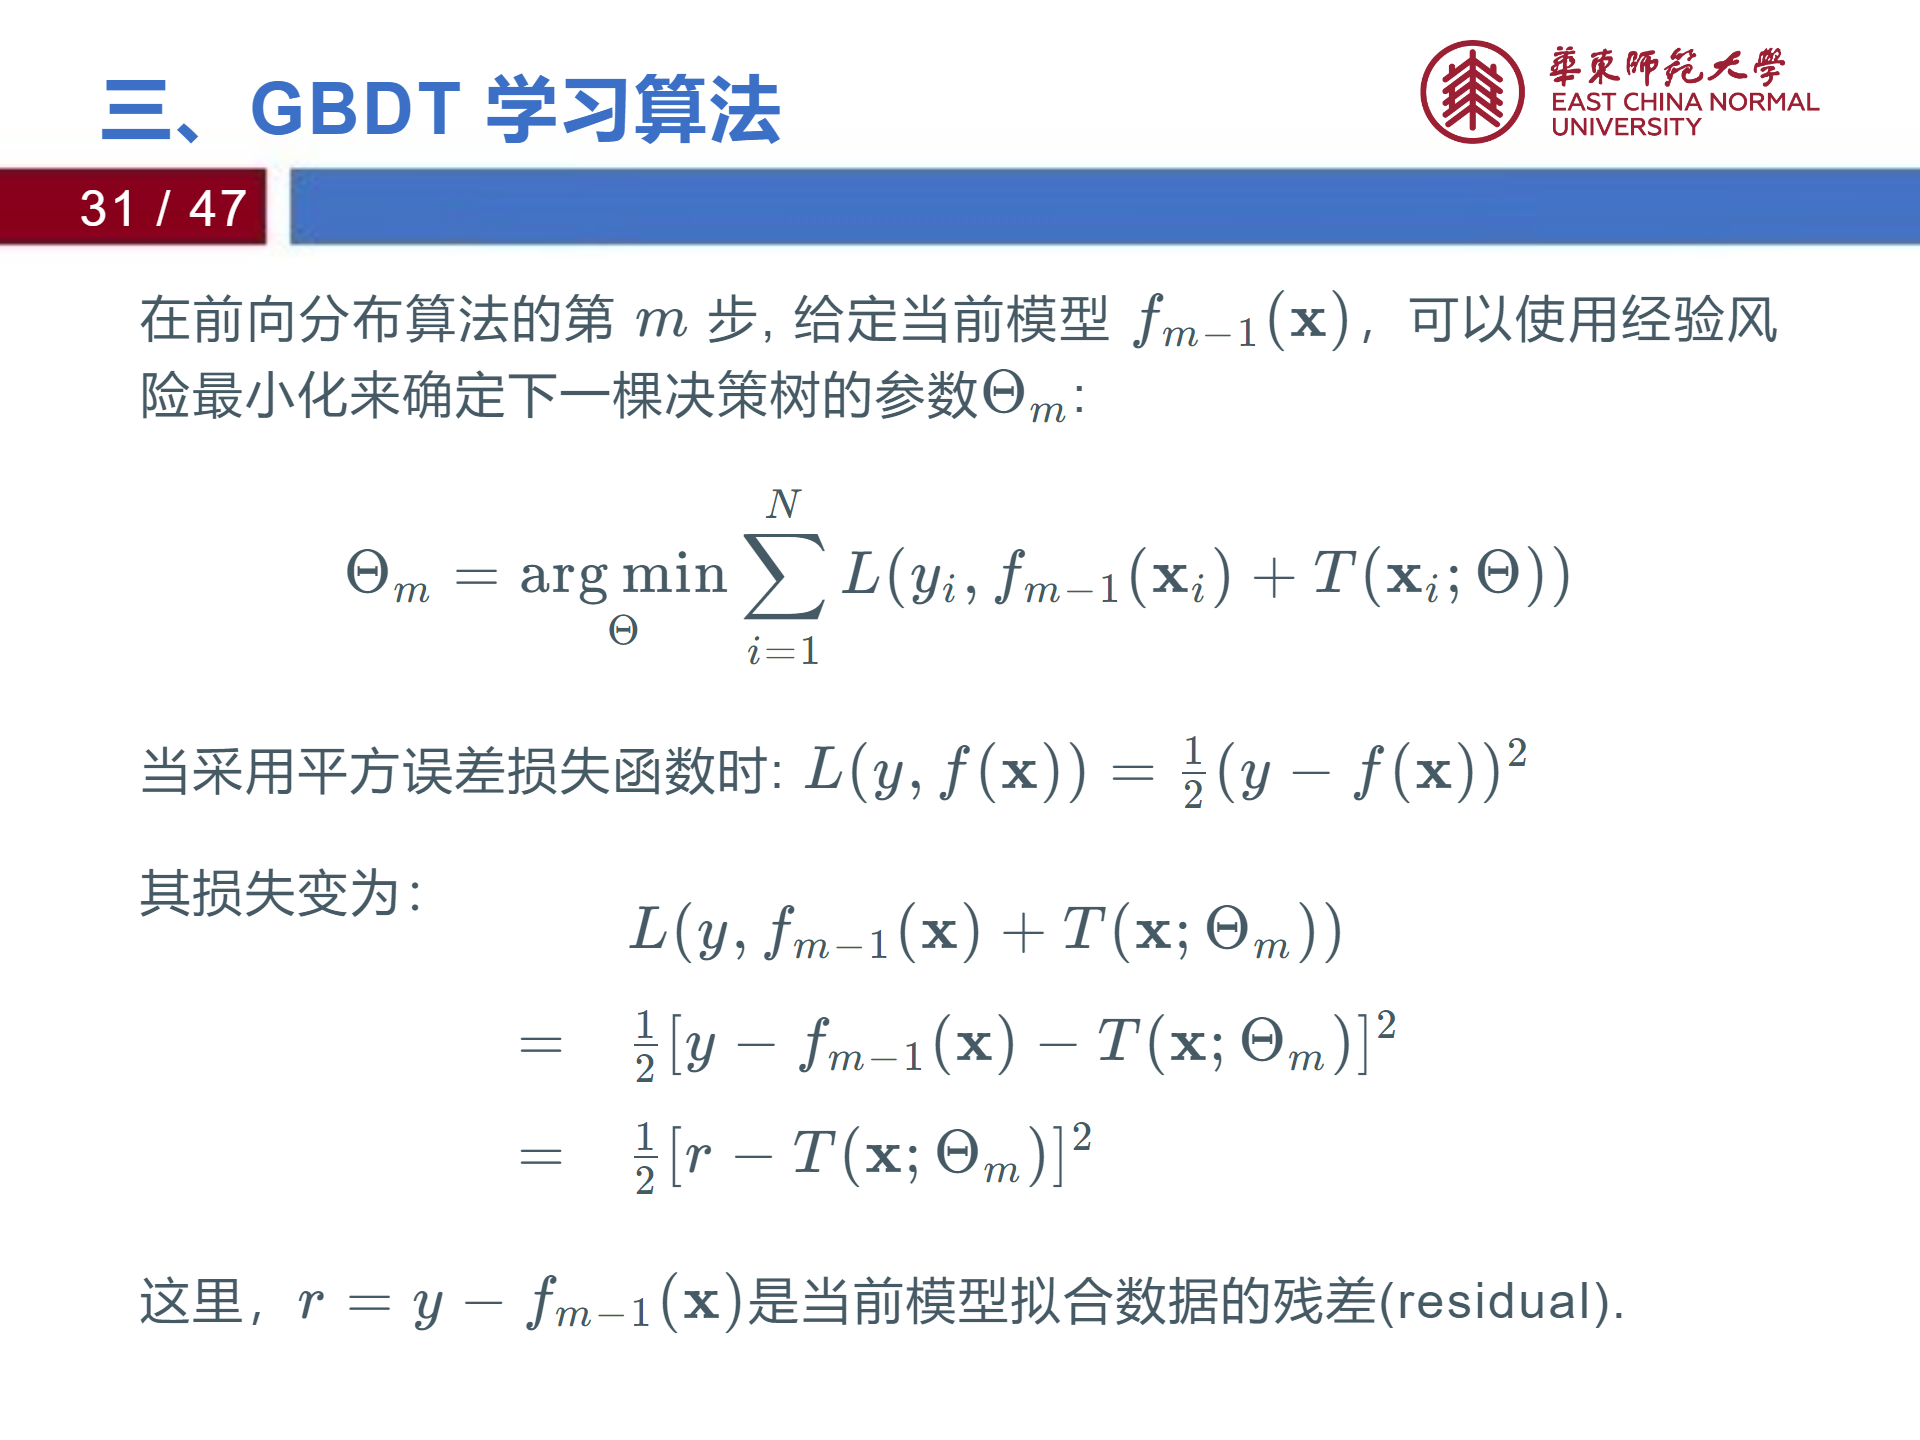 三、GBDT 学习算法
華東師範大學
EAST CHINA NORMAL
UNIVERSITY
31 / 47
在前向分布算法的第 m 步, 给定当前模型 f_{m−1}(𝐱)，可以使用经验风
险最小化来确定下一棵决策树的参数Θ_m:
Θ_m = arg min_Θ ∑_{i=1}^{N} L(y_i, f_{m−1}(𝐱_i) + T(𝐱_i; Θ))
当采用平方误差损失函数时: L(y, f(𝐱)) = 1/2 (y − f(𝐱))^2
其损失变为:
L(y, f_{m−1}(𝐱) + T(𝐱; Θ_m))
= 1/2 [y − f_{m−1}(𝐱) − T(𝐱; Θ_m)]^2
= 1/2 [r − T(𝐱; Θ_m)]^2
这里，r = y − f_{m−1}(𝐱)是当前模型拟合数据的残差(residual).